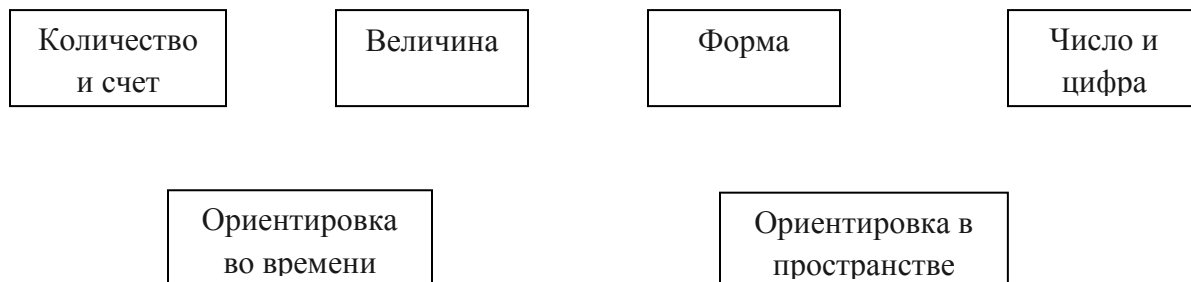 Количество
и счет
Величина
Форма
Число и
цифра
Ориентировка
во времени
Ориентировка в
пространстве